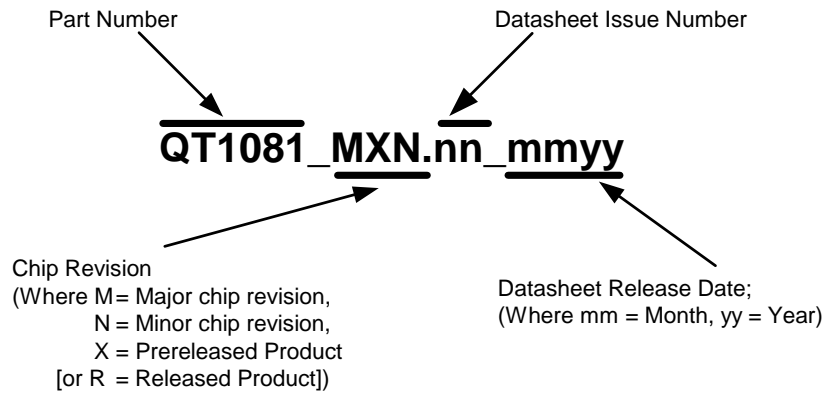 Part Number
Datasheet Issue Number
QT1081_MXN.nn_mmyy
Chip Revision
(Where M = Major chip revision,
N = Minor chip revision,
X = Prereleased Product
[or R = Released Product])
Datasheet Release Date;
(Where mm = Month, yy = Year)